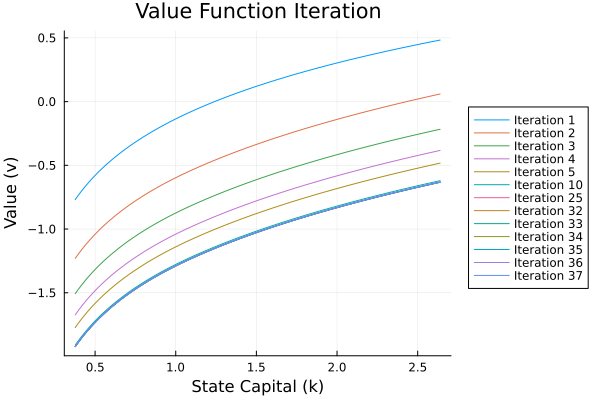 Value Function Iteration
Value (v)
0.5
0.0
−0.5
−1.0
−1.5
0.5 1.0 1.5 2.0 2.5
State Capital (k)
Iteration 1
Iteration 2
Iteration 3
Iteration 4
Iteration 5
Iteration 10
Iteration 25
Iteration 32
Iteration 33
Iteration 34
Iteration 35
Iteration 36
Iteration 37